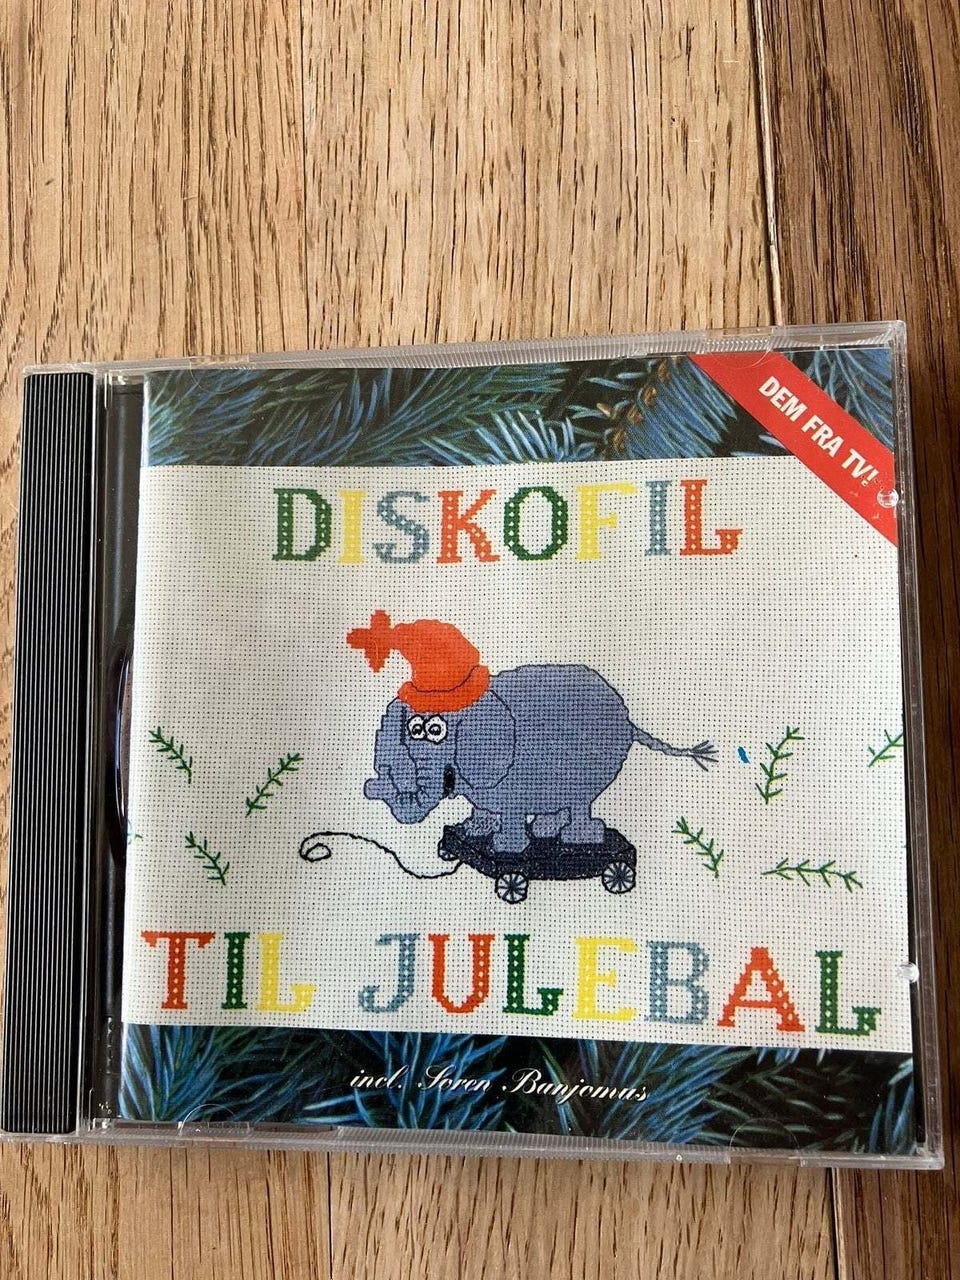 DEM FRA TV!
DISKOFIL
TIL JULEBAL
incl. Søren Banjomus